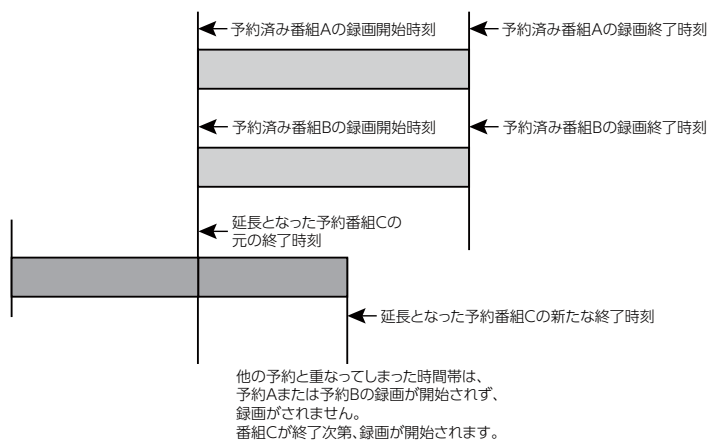 予約済み番組Aの録画開始時刻
予約済み番組Aの録画終了時刻
予約済み番組Bの録画開始時刻
予約済み番組Bの録画終了時刻
延長となった予約番組Cの
元の終了時刻
延長となった予約番組Cの新たな終了時刻
他の予約と重なってしまった時間帯は、
予約Aまたは予約Bの録画が開始されず、
録画がされません。
番組Cが終了次第、録画が開始されます。